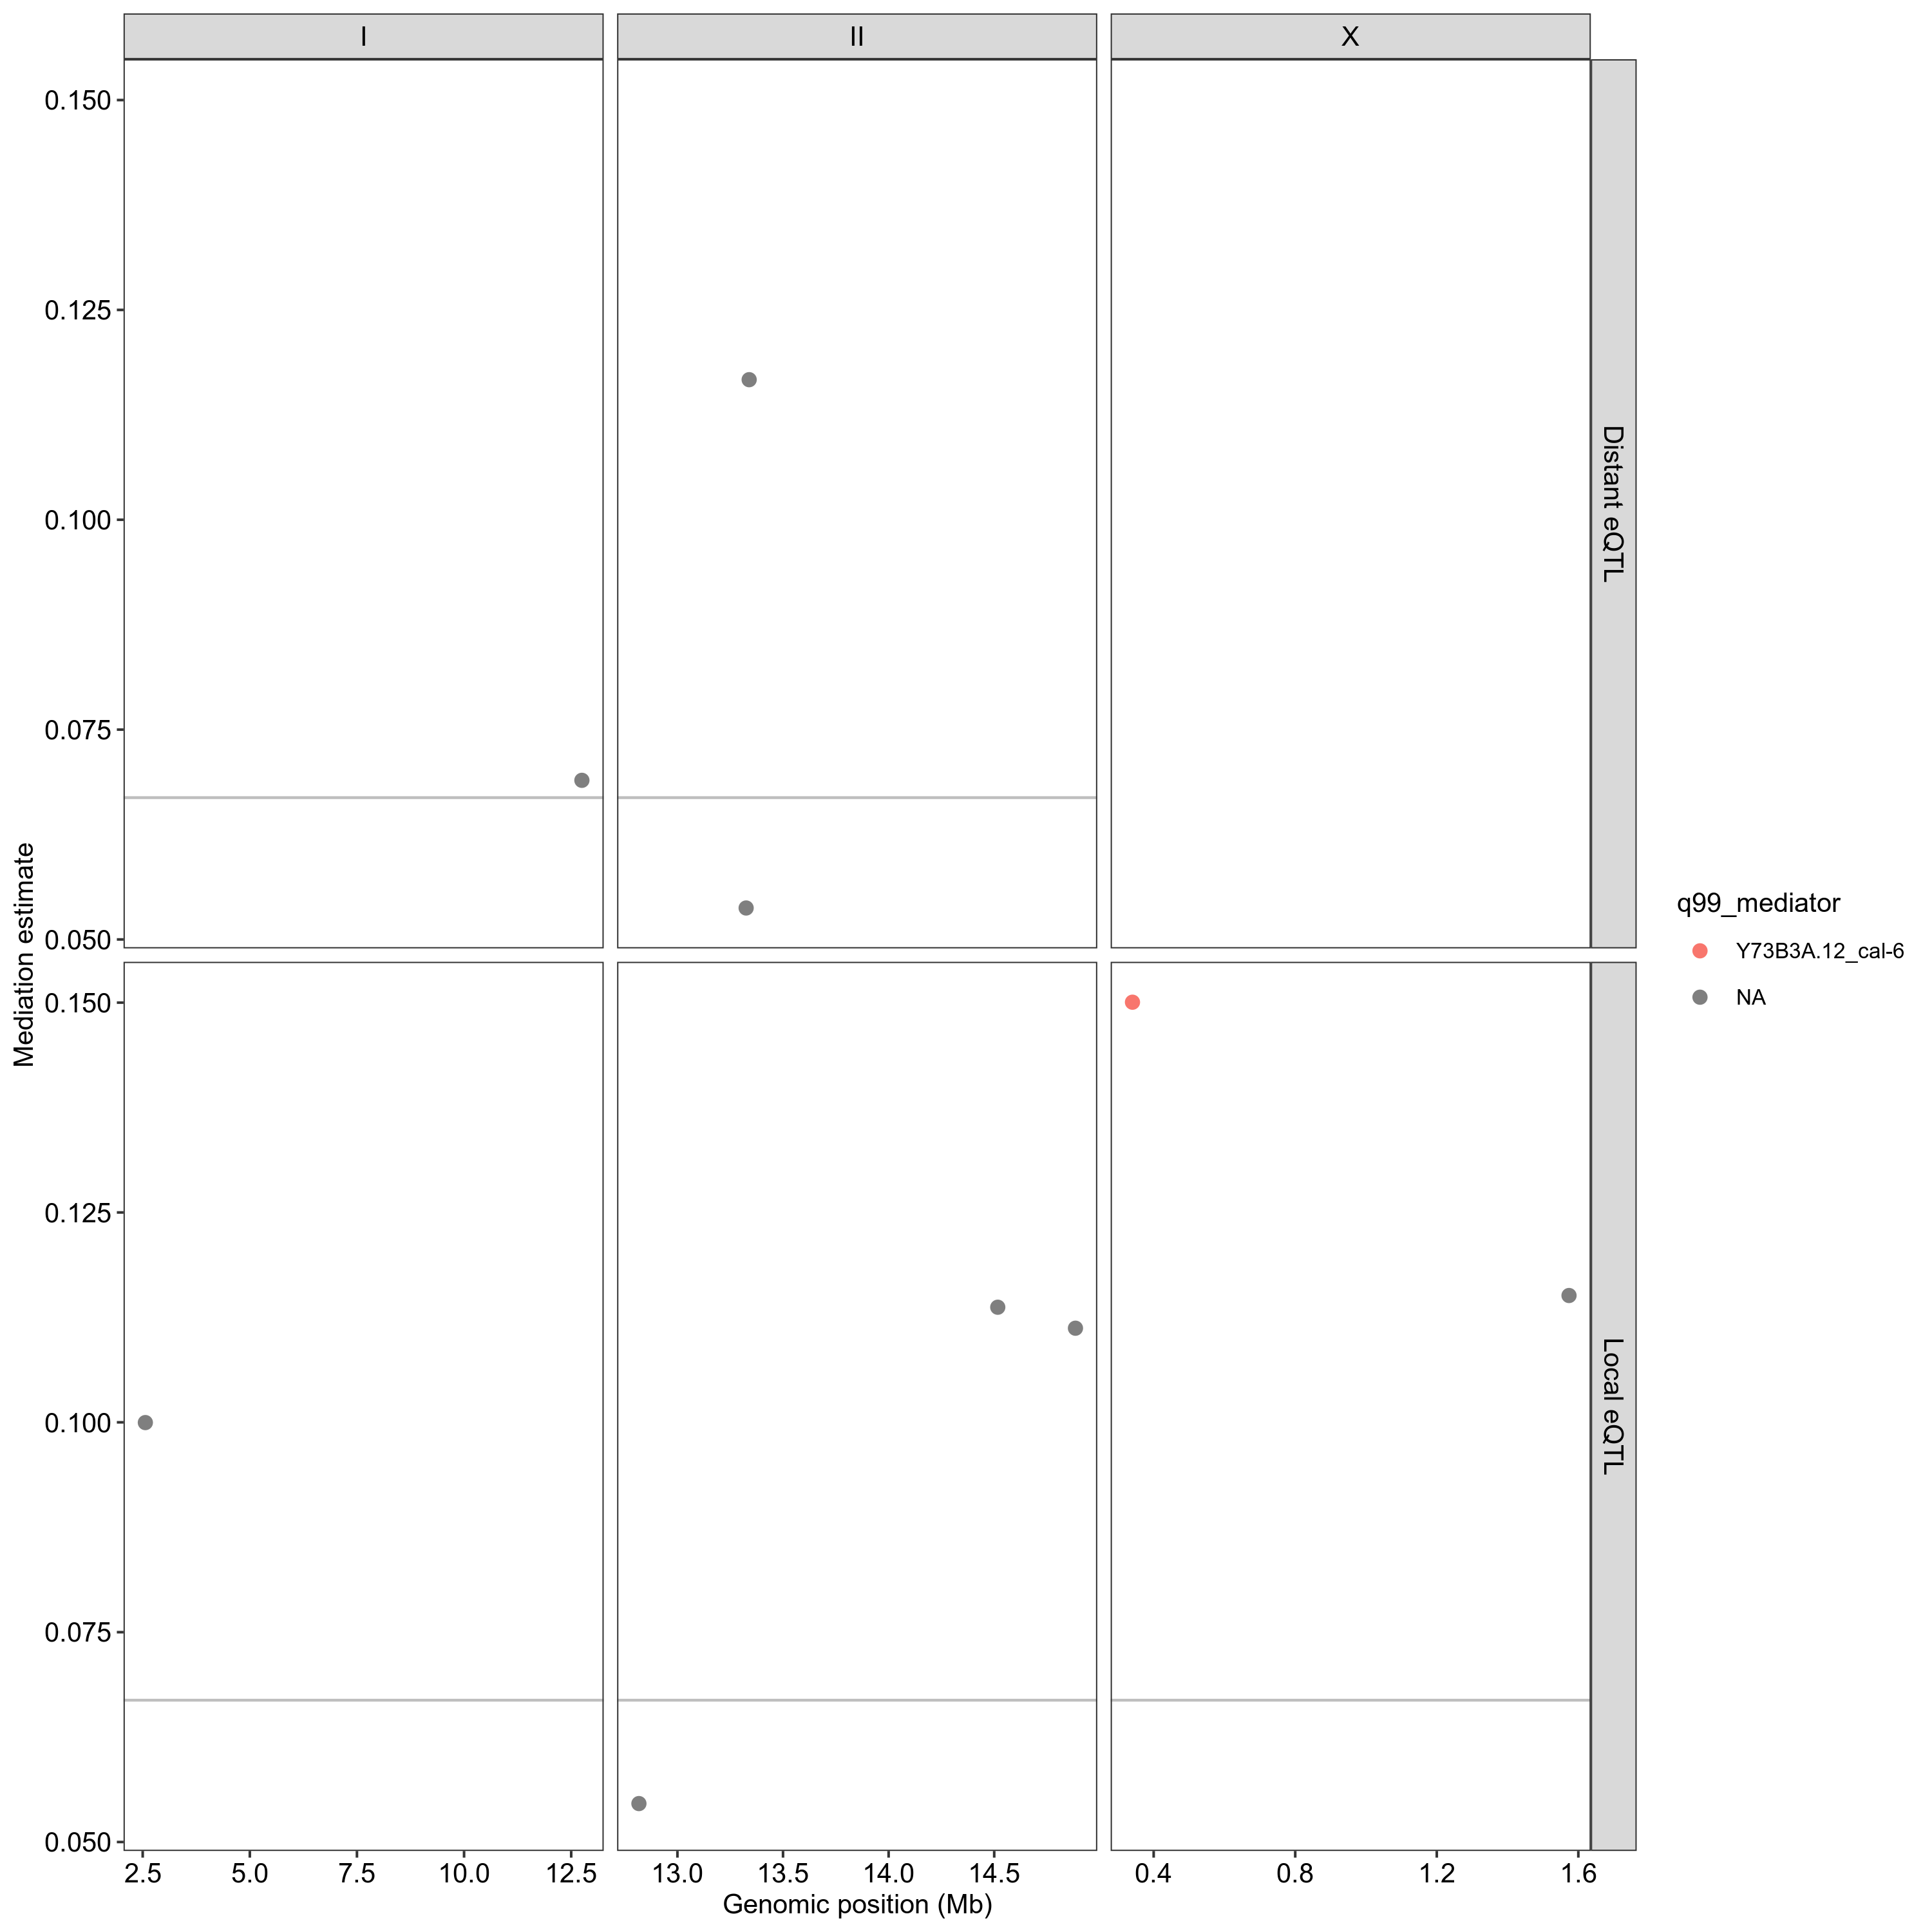 I
II
X
0.150
0.125
0.100
0.075
0.050
Distant eQTL
Mediation estimate
0.150
0.125
0.100
0.075
0.050
Local eQTL
2.5 5.0 7.5 10.0 12.5
13.0 13.5 14.0 14.5
0.4 0.8 1.2 1.6
Genomic position (Mb)
q99_mediator
Y73B3A.12_cal-6
NA